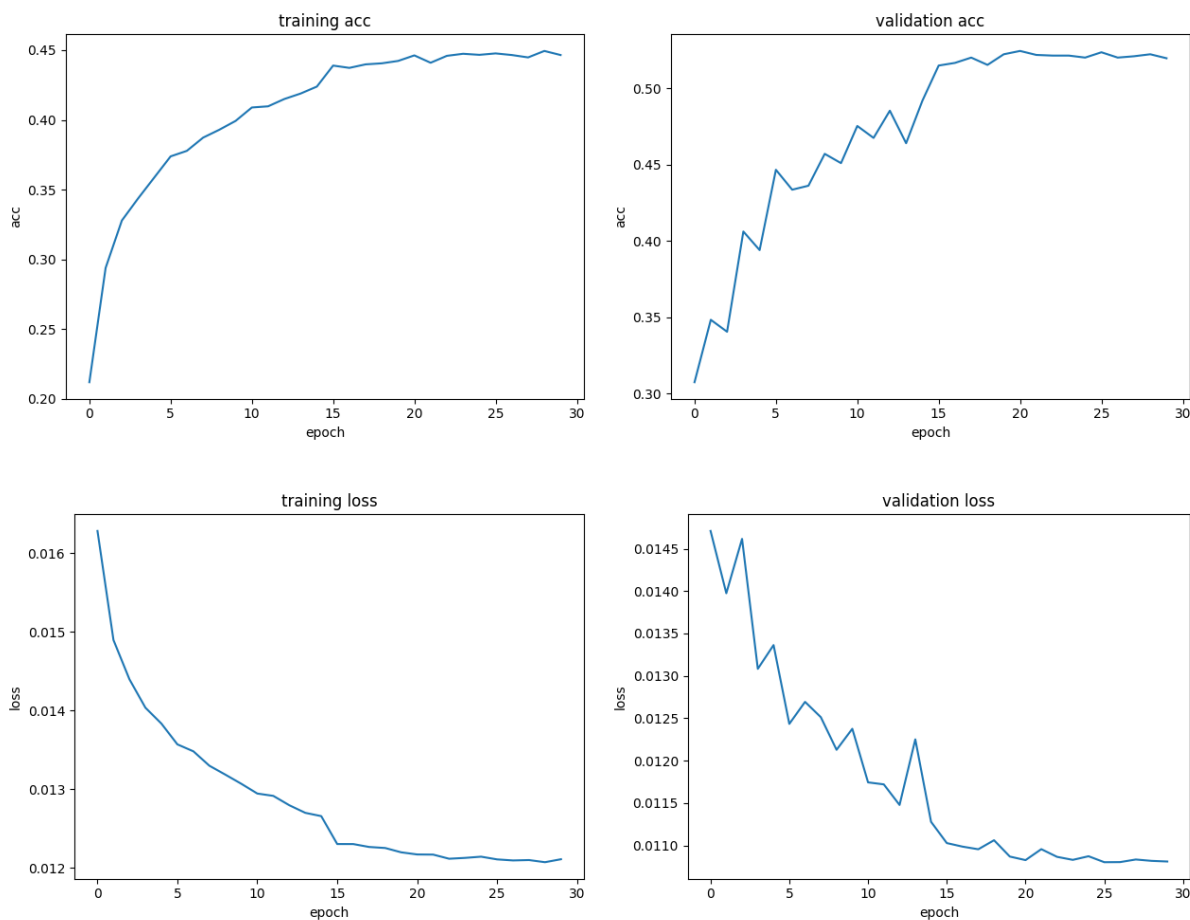 training acc
acc
0.45
0.40
0.35
0.30
0.25
0.20
0 5 10 15 20 25 30
epoch
validation acc
acc
0.50
0.45
0.40
0.35
0.30
0 5 10 15 20 25 30
epoch
training loss
loss
0.016
0.015
0.014
0.013
0.012
0 5 10 15 20 25 30
epoch
validation loss
loss
0.0145
0.0140
0.0135
0.0130
0.0125
0.0120
0.0115
0.0110
0 5 10 15 20 25 30
epoch